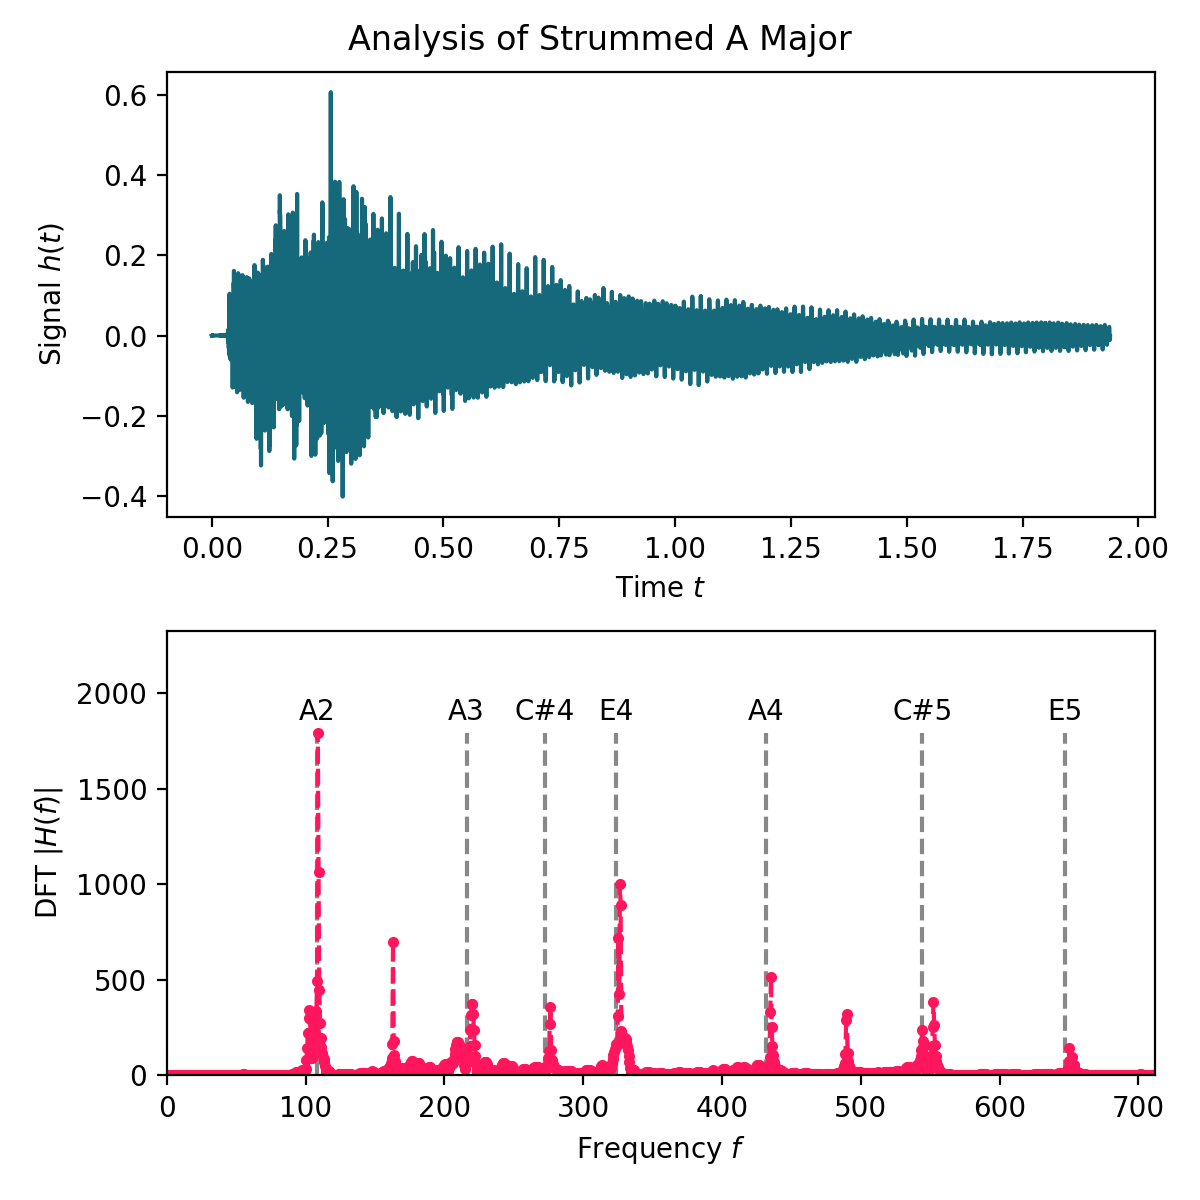 Analysis of Strummed A Major
0.6
0.4
0.2
0.0
−0.2
−0.4
Signal h(t)
0.00 0.25 0.50 0.75 1.00 1.25 1.50 1.75 2.00
Time t
2000
1500
1000
500
0
DFT |H(f)|
A2 A3 C#4 E4 A4 C#5 E5
0 100 200 300 400 500 600 700
Frequency f